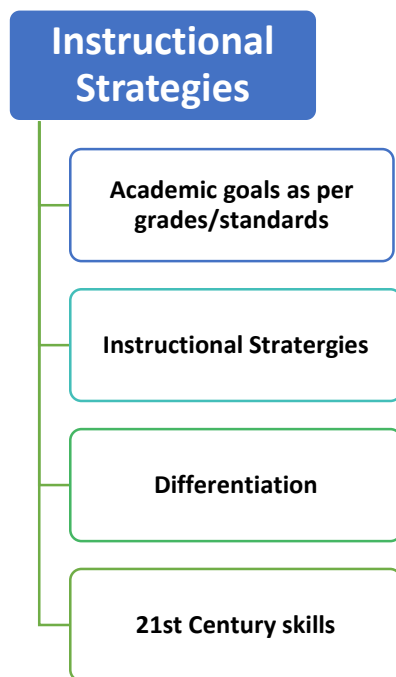 Instructional
Strategies
Academic goals as per
grades/standards
Instructional Stratergies
Differentiation
21st Century skills